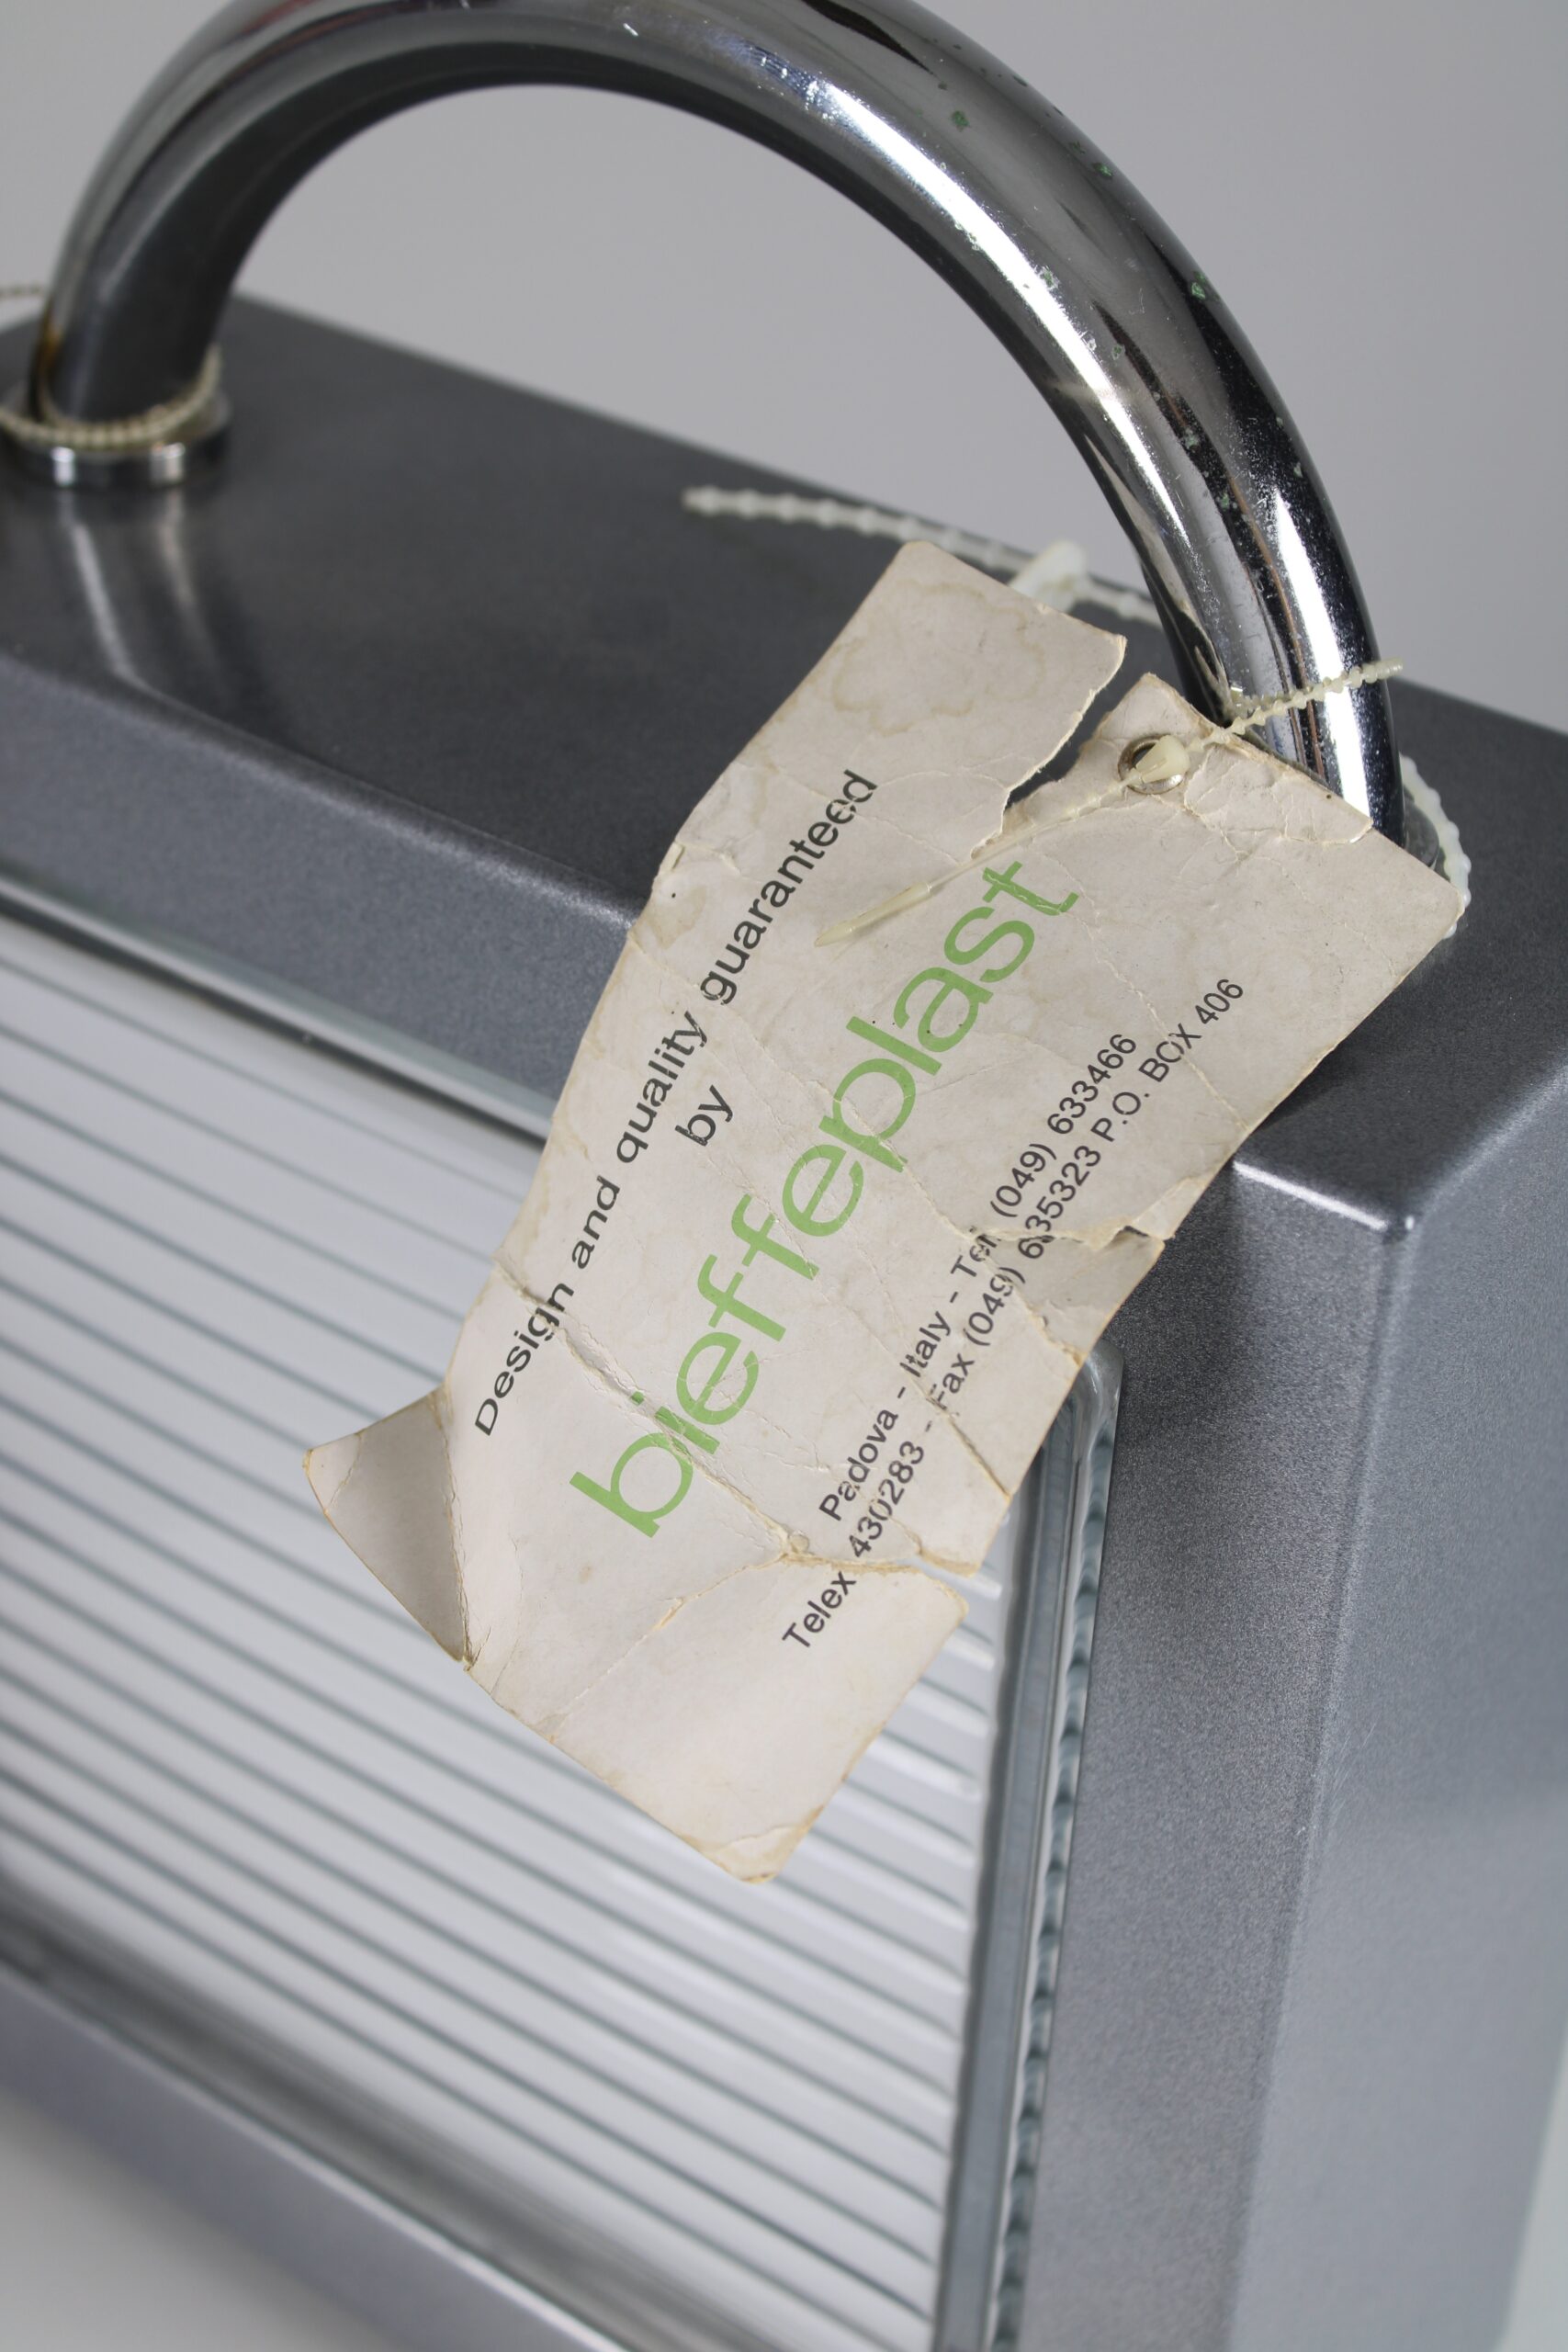 Design and quality guaranteed
by
bieffeplast
Padova - Italy - Tel. (049) 633466
Telex 430283 - Fax (049) 635323 P.O. BOX 406